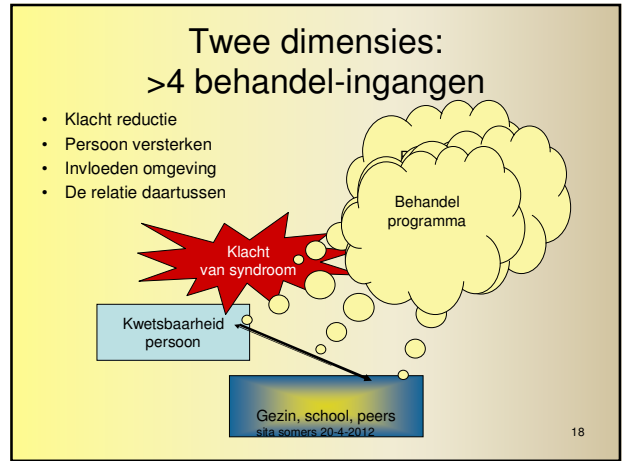 Twee dimensies:
>4 behandel-ingangen
• Klacht reductie
• Persoon versterken
• Invloeden omgeving
• De relatie daartussen
Behandel
programma
Klacht
van syndroom
Kwetsbaarheid
persoon
Gezin, school, peers
sita somers 20-4-2012
18